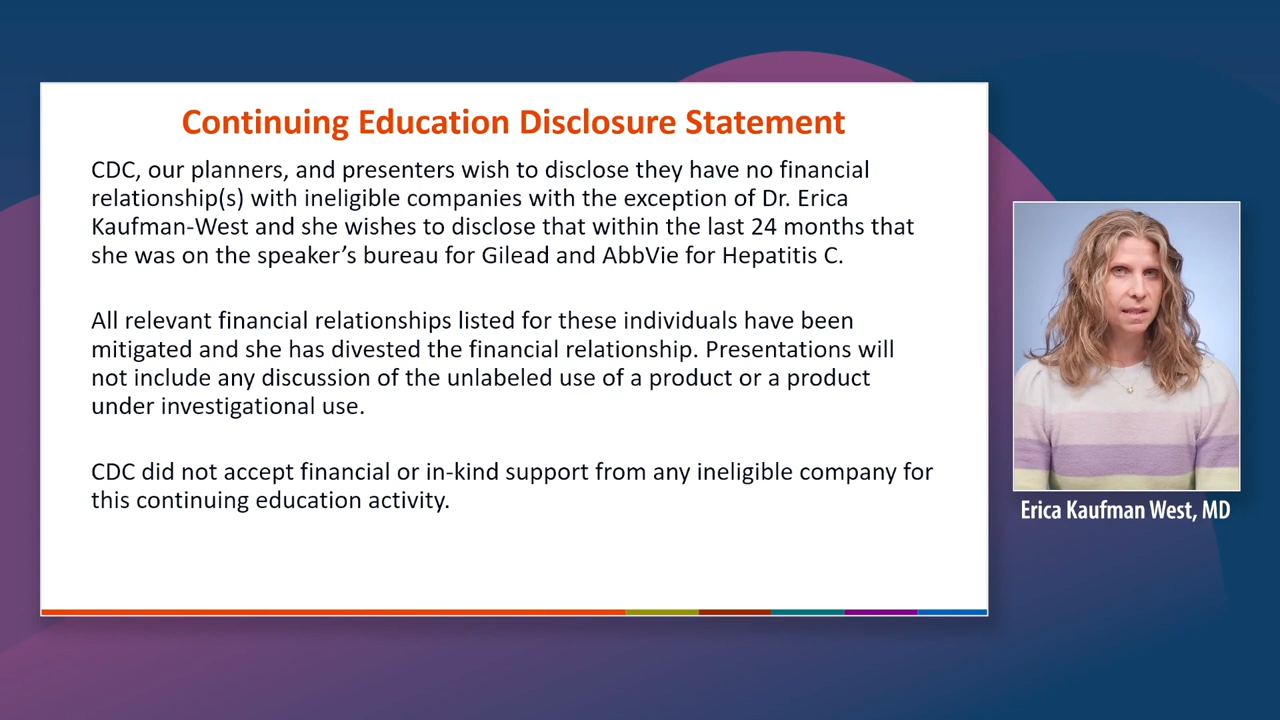 Continuing Education Disclosure Statement
CDC, our planners, and presenters wish to disclose they have no financial
relationship(s) with ineligible companies with the exception of Dr. Erica
Kaufman-West and she wishes to disclose that within the last 24 months that
she was on the speaker’s bureau for Gilead and AbbVie for Hepatitis C.
All relevant financial relationships listed for these individuals have been
mitigated and she has divested the financial relationship. Presentations will
not include any discussion of the unlabeled use of a product or a product
under investigational use.
CDC did not accept financial or in-kind support from any ineligible company for
this continuing education activity.
Erica Kaufman West, MD